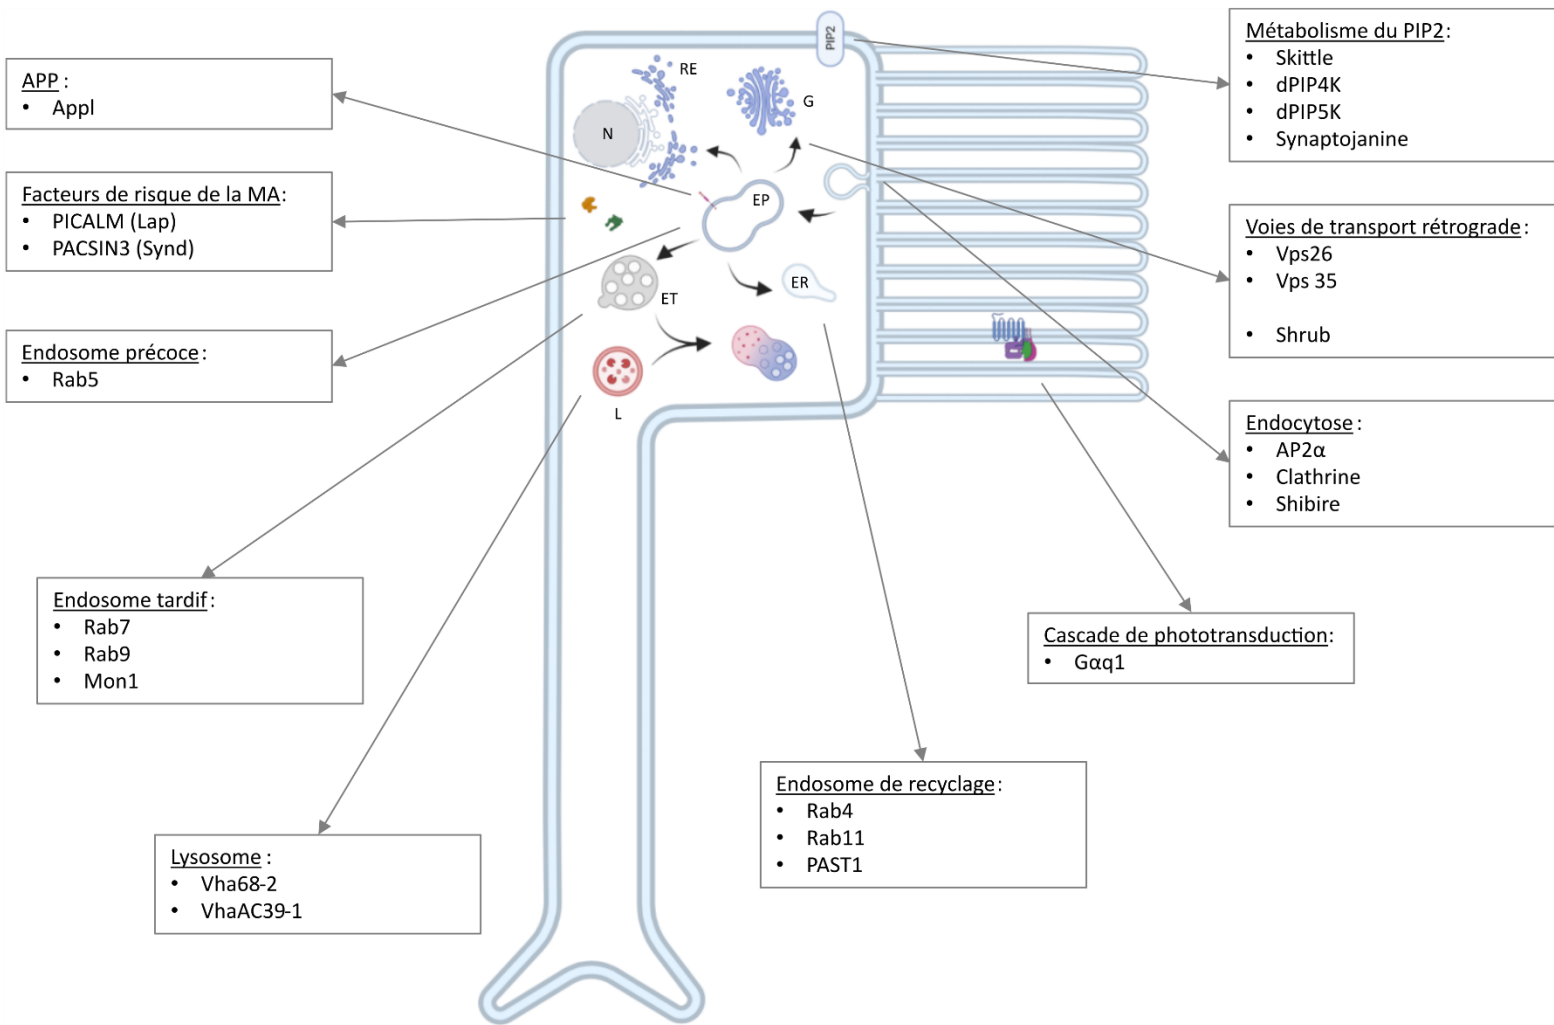 APP :
• Appl
Facteurs de risque de la MA:
• PICALM (Lap)
• PACSIN3 (Synd)
Endosome précoce :
• Rab5
Endosome tardif :
• Rab7
• Rab9
• Mon1
Lysosome :
• Vha68-2
• VhaAC39-1
PIP2
RE
G
N
EP
ET
ER
L
Métabolisme du PIP2 :
• Skittle
• dPIP4K
• dPIP5K
• Synaptojanine
Voies de transport rétrograde :
• Vps26
• Vps 35
• Shrub
Endocytose :
• AP2α
• Clathrine
• Shibire
Cascade de phototransduction:
• Gαq1
Endosome de recyclage :
• Rab4
• Rab11
• PAST1